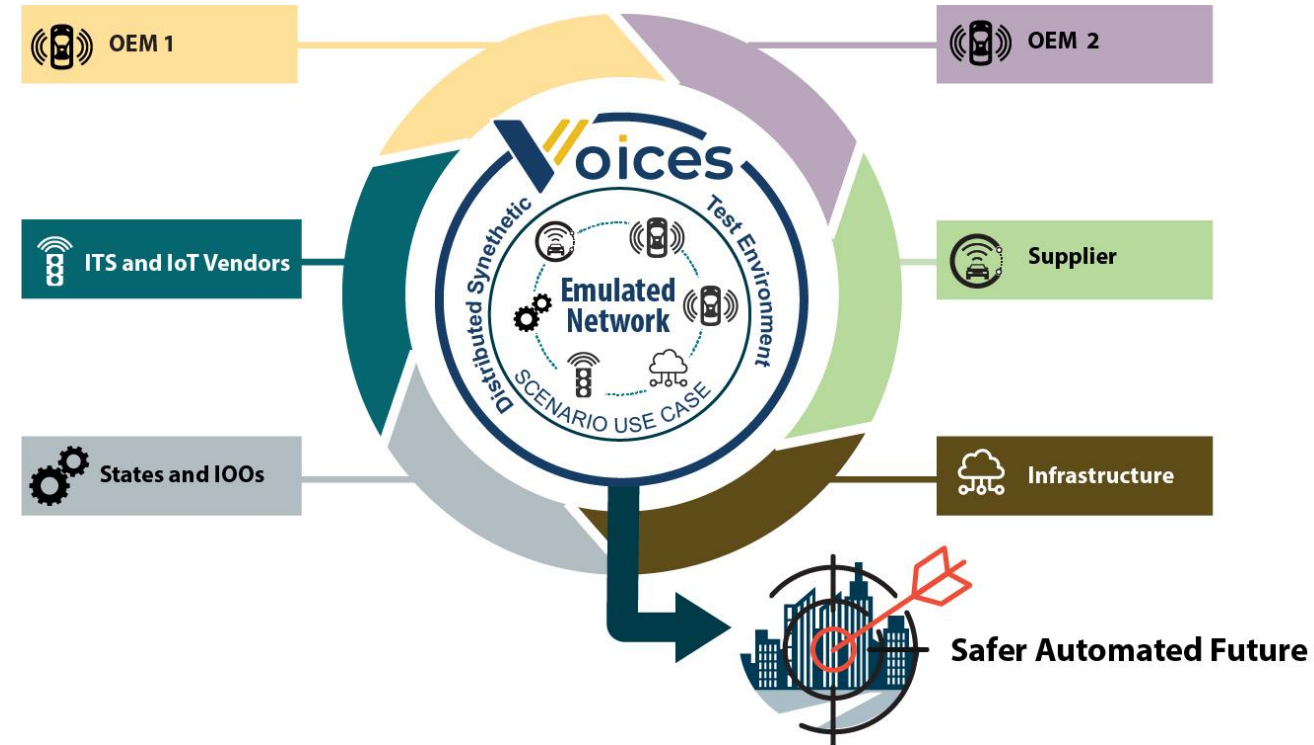 OEM 1
OEM 2
Voices
Distributed Synethetic
Test Environment
ITS and IoT Vendors
Emulated
Network
Supplier
SCENARIO USE CASE
States and IOOs
Infrastructure
Safer Automated Future